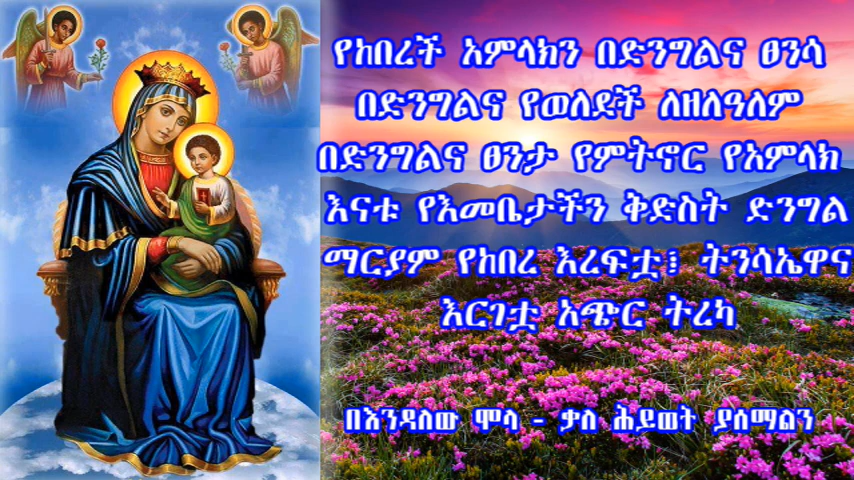 የከበረች አምላክን በድንግልና ፀንሳ
በድንግልና የወለደች ለዘለዓለም
በድንግልና ፀንታ የምትኖር የአምላክ
እናቱ የእመቤታችን ቅድስት ድንግል
ማርያም የከበረ እረፍቷ፤ ትንሳኤዋና
እርገቷ አጭር ትረካ
በእንዳለው ሞላ - ቃለ ሕይወት ያሰማልን